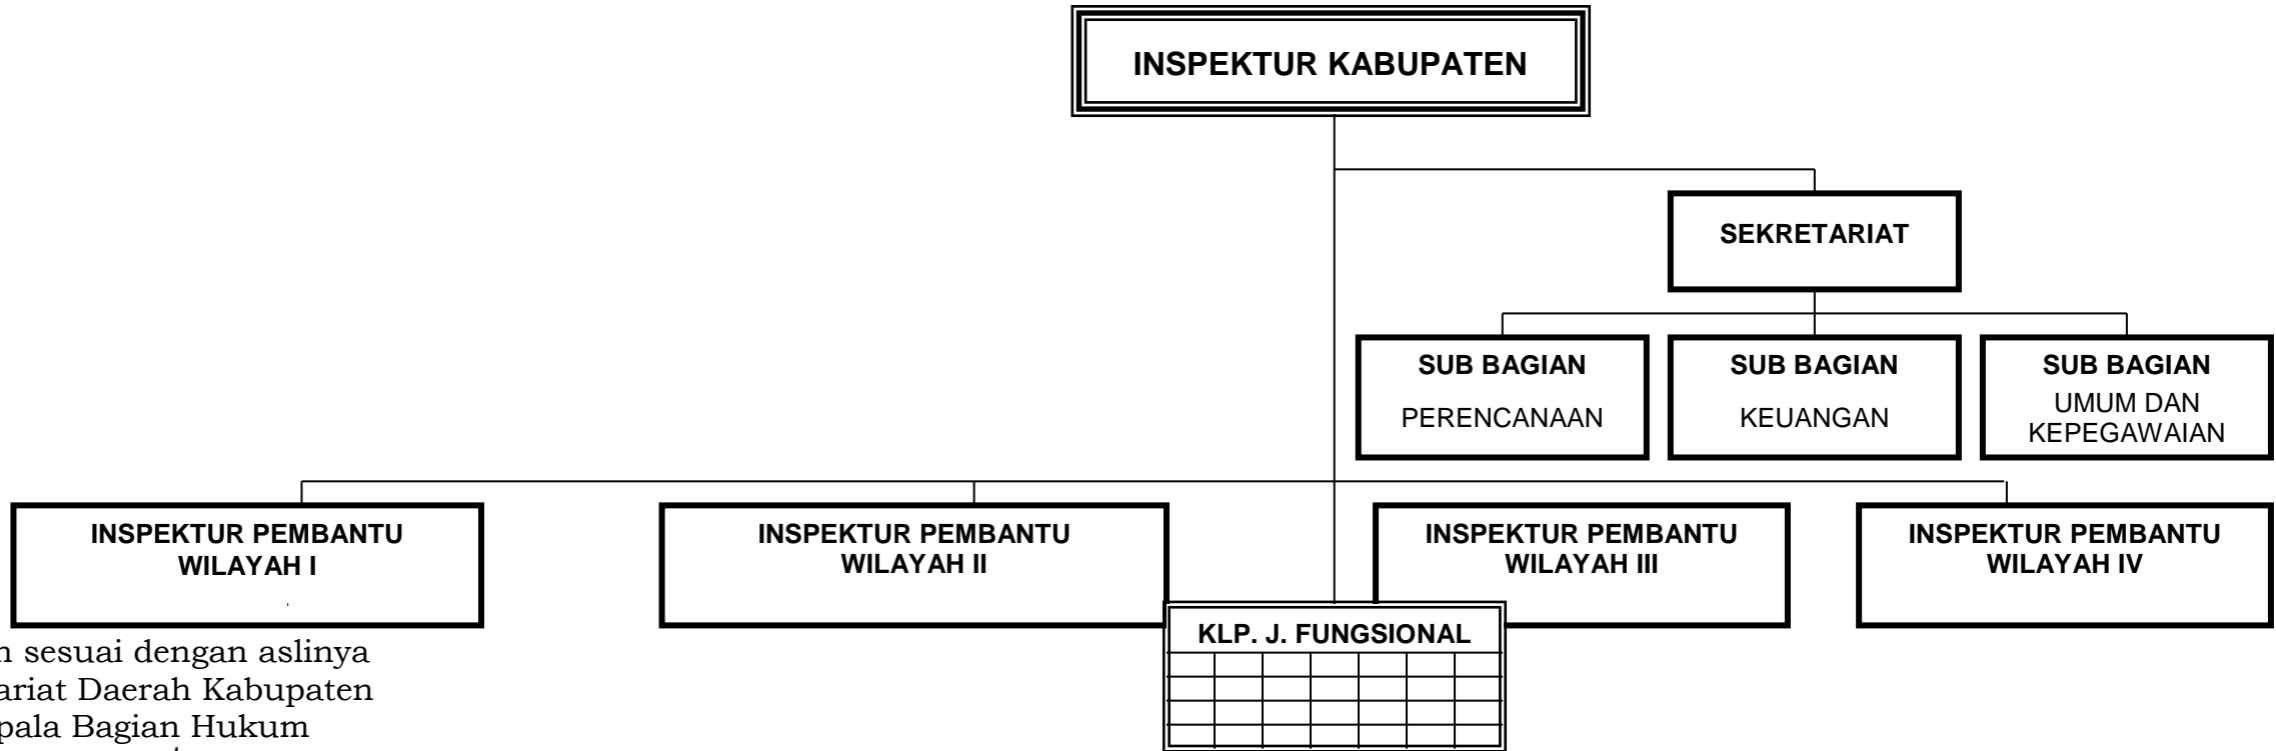 INSPEKTUR KABUPATEN
SEKRETARIAT
SUB BAGIAN
PERENCANAAN
SUB BAGIAN
KEUANGAN
SUB BAGIAN
UMUM DAN
KEPEGAWAIAN
INSPEKTUR PEMBANTU
WILAYAH I
INSPEKTUR PEMBANTU
WILAYAH II
INSPEKTUR PEMBANTU
WILAYAH III
INSPEKTUR PEMBANTU
WILAYAH IV
KLP. J. FUNGSIONAL
n sesuai dengan aslinya
ariat Daerah Kabupaten
pala Bagian Hukum